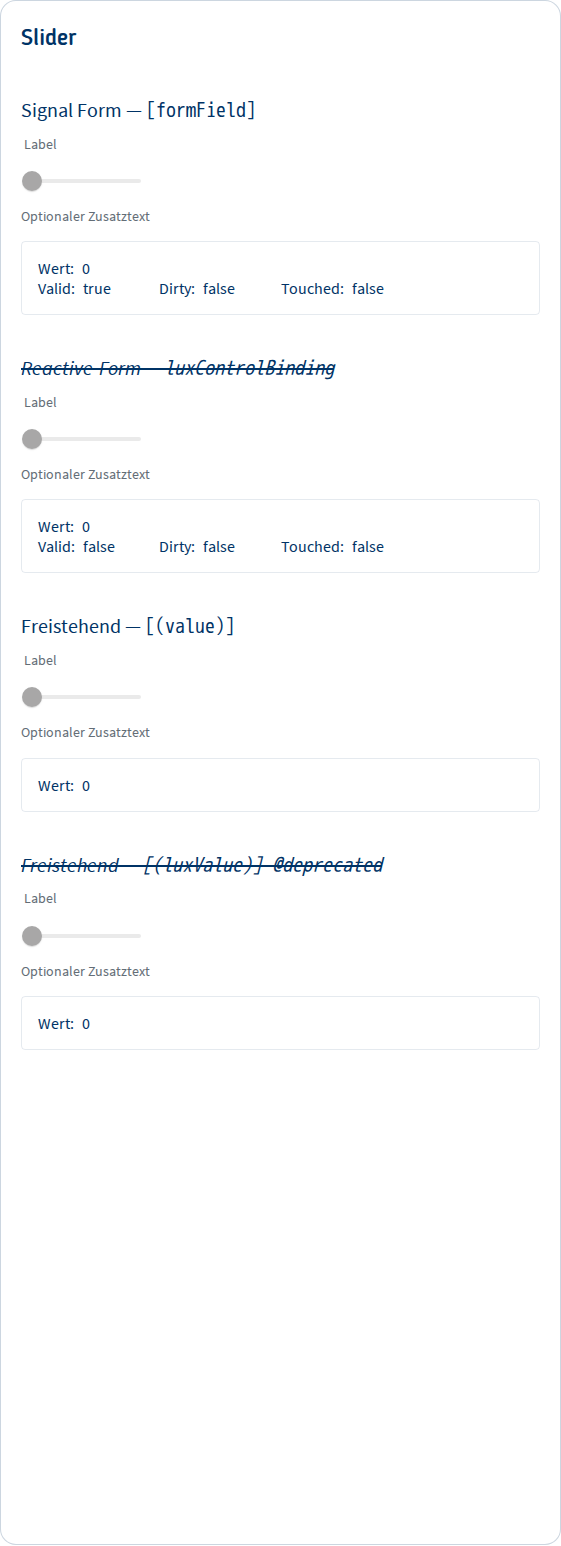 Slider
Signal Form — [formField]
Label
Optionaler Zusatztext
Wert: 0
Valid: true Dirty: false Touched: false
Reactive Form — luxControlBinding
Label
Optionaler Zusatztext
Wert: 0
Valid: false Dirty: false Touched: false
Freistehend — [(value)]
Label
Optionaler Zusatztext
Wert: 0
Freistehend — [(luxValue)] @deprecated
Label
Optionaler Zusatztext
Wert: 0